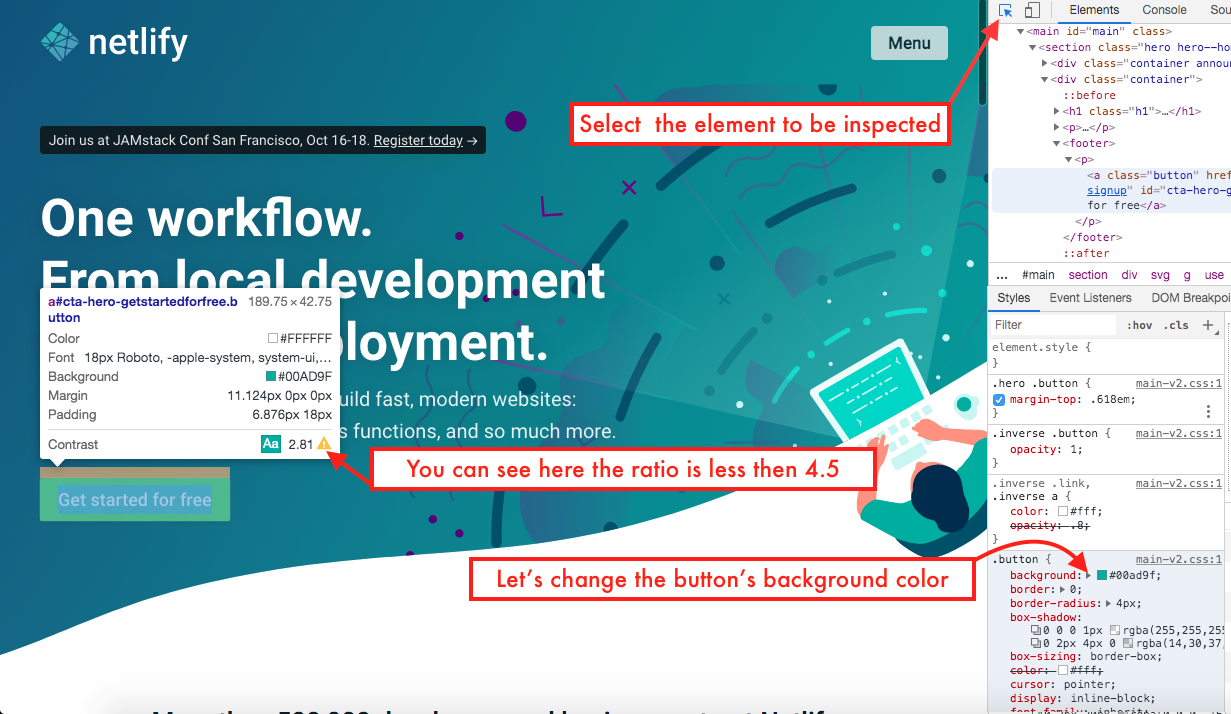 netlify
Menu
Join us at JAMstack Conf San Francisco, Oct 16-18. Register today →
Select the element to be inspected
One workflow.
From local development
ployment.
uild fast, modern websites:
s functions, and so much more.
a#cta-hero-getstartedforfree.b 189.75 × 42.75
utton
Color #FFFFFF
Font 18px Roboto, -apple-system, system-ui,…
Background #00AD9F
Margin 11.124px 0px 0px
Padding 6.876px 18px
Contrast Aa 2.81
You can see here the ratio is less then 4.5
Get started for free
Let's change the button's background color
Elements Console Sou
▼<main id="main" class>
▼<section class="hero hero--ho
▶<div class="container annou
▼<div class="container">
::before
▶<h1 class="h1">…</h1>
▶<p>…</p>
▼<footer>
▼<p>
<a class="button" href
signup" id="cta-hero-g
for free</a>
</p>
</footer>
::after
… #main section div svg g use
Styles Event Listeners DOM Breakpoi
Filter :hov .cls +
element.style {
}
.hero .button { main-v2.css:1
margin-top: .618em;
}
.inverse .button { main-v2.css:1
opacity: 1;
}
.inverse .link, main-v2.css:1
.inverse a {
color: #fff;
opacity: .8;
}
.button { main-v2.css:1
background: ▶ #00ad9f;
border: ▶ 0;
border-radius: ▶ 4px;
box-shadow:
0 0 0 1px rgba(255,255,255
0 2px 4px 0 rgba(14,30,37,
box-sizing: border-box;
color: #fff;
cursor: pointer;
display: inline-block;
font-family: inherit;